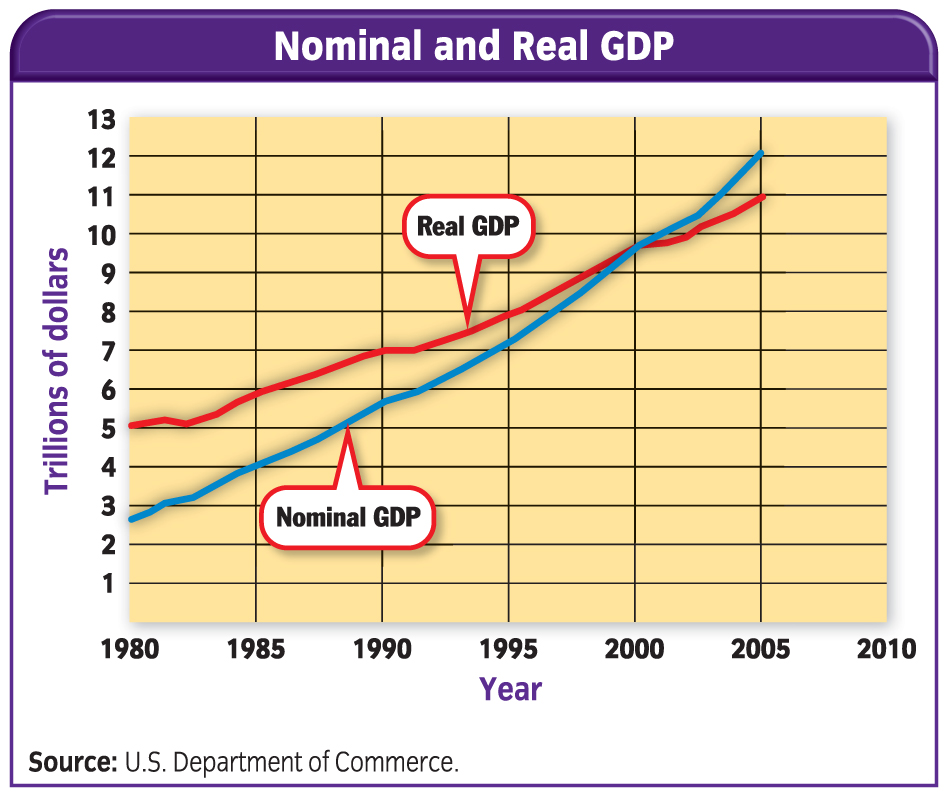 Nominal and Real GDP
13
12
11
10
9
8
7
6
5
4
3
2
1
Trillions of dollars
Real GDP
Nominal GDP
1980 1985 1990 1995 2000 2005 2010
Year
Source: U.S. Department of Commerce.